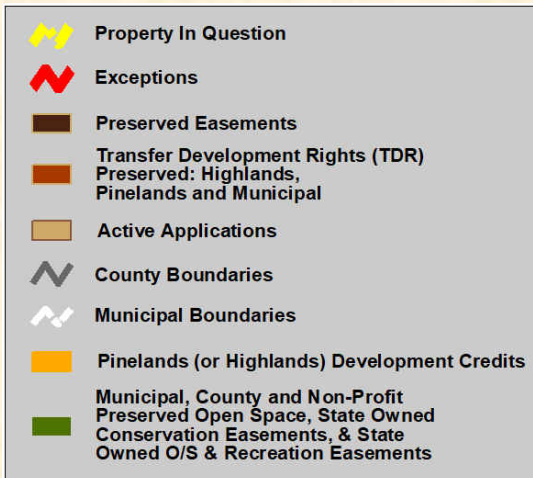 Property In Question
Exceptions
Preserved Easements
Transfer Development Rights (TDR)
Preserved: Highlands,
Pinelands and Municipal
Active Applications
County Boundaries
Municipal Boundaries
Pinelands (or Highlands) Development Credits
Municipal, County and Non-Profit
Preserved Open Space, State Owned
Conservation Easements, & State
Owned O/S & Recreation Easements